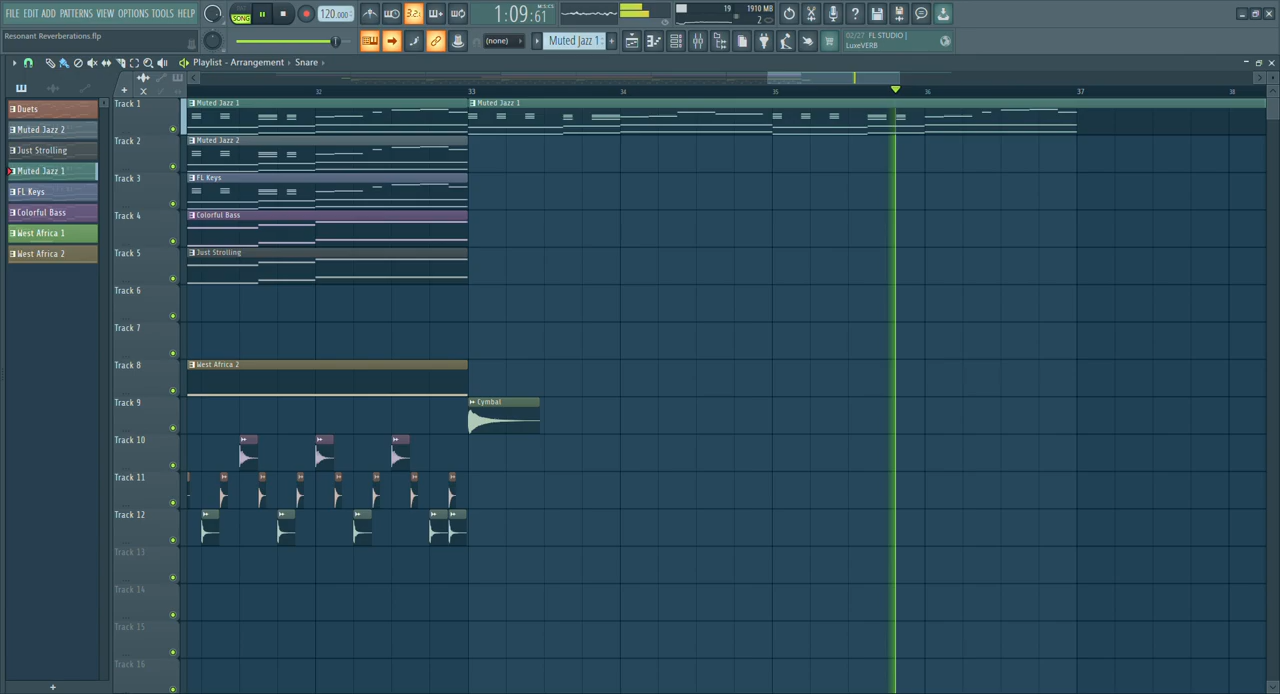 FILE EDIT ADD PATTERNS VIEW OPTIONS TOOLS HELP
SONG
120.000
3.2.
M:S:CS
1:09:61
19
1910 MB
2
?
Resonant Reverberations.flp
(none)
Muted Jazz 1
02/27 FL STUDIO |
LuxeVERB
Playlist - Arrangement
Snare
32
33
34
35
36
37
38
Duets
Muted Jazz 2
Just Strolling
Muted Jazz 1
FL Keys
Colorful Bass
West Africa 1
West Africa 2
Track 1
Muted Jazz 1
Muted Jazz 1
Track 2
Muted Jazz 2
Track 3
FL Keys
Track 4
Colorful Bass
Track 5
Just Strolling
Track 6
Track 7
Track 8
West Africa 2
Track 9
Cymbal
Track 10
Track 11
Track 12
Track 13
Track 14
Track 15
Track 16